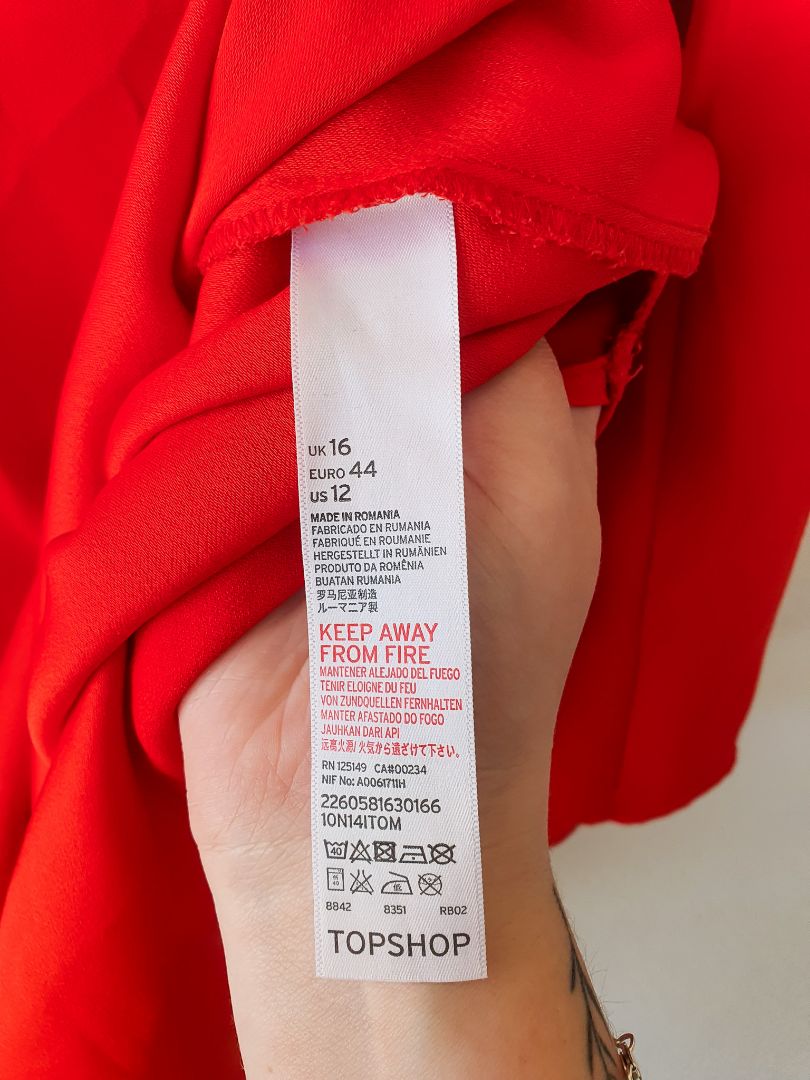 UK 16
EURO 44
US 12
MADE IN ROMANIA
FABRICADO EN RUMANIA
FABRIQUÉ EN ROUMANIE
HERGESTELLT IN RUMÄNIEN
PRODUTO DA ROMÊNIA
BUATAN RUMANIA
罗马尼亚制造
ルーマニア製
KEEP AWAY
FROM FIRE
MANTENER ALEJADO DEL FUEGO
TENIR ELOIGNE DU FEU
VON ZUNDQUELLEN FERNHALTEN
MANTER AFASTADO DO FOGO
JAUHKAN DARI API
远离火源/火気から遠ざけて下さい。
RN 125149 CA#00234
NIF No: A0061711H
2260581630166
10N14ITOM
40
低
40
低
8842 8351 RB02
TOPSHOP